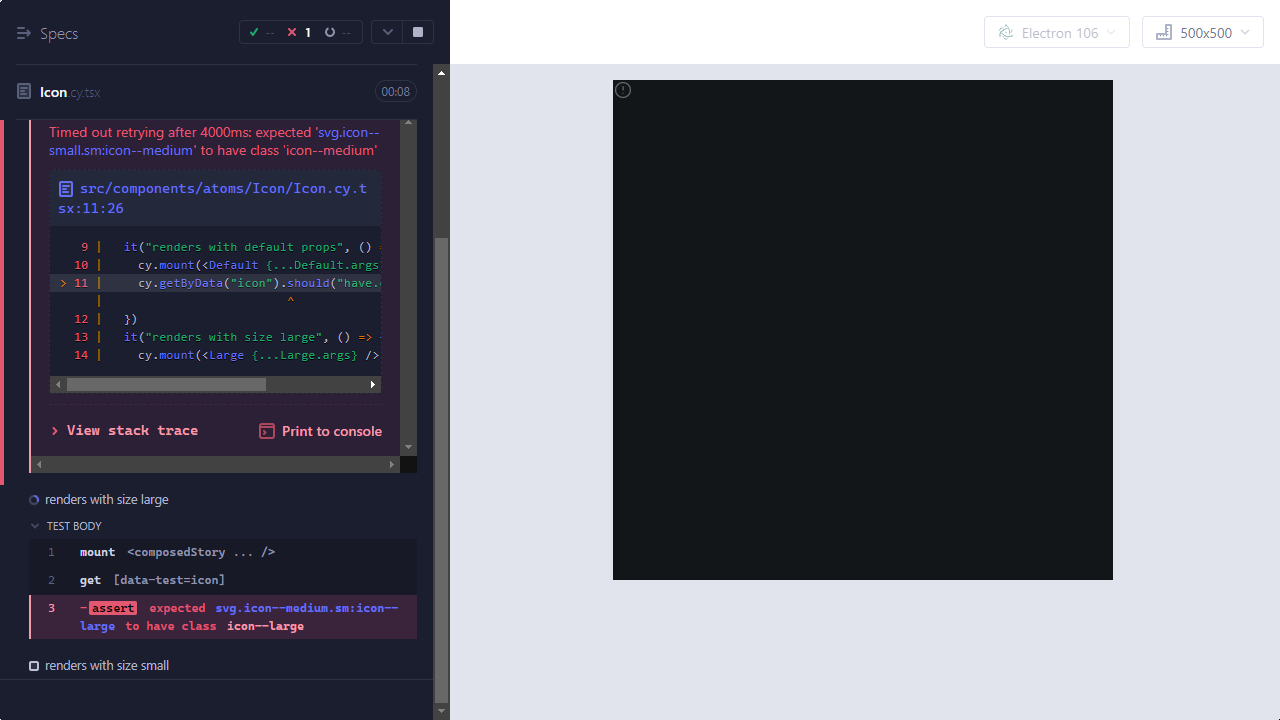 Specs
--
1
--
Electron 106
500x500
Icon.cy.tsx
00:08
Timed out retrying after 4000ms: expected 'svg.icon--
small.sm:icon--medium' to have class 'icon--medium'
src/components/atoms/Icon/Icon.cy.t
sx:11:26
9 | it("renders with default props", () =
10 | cy.mount(<Default {...Default.args
> 11 | cy.getByData("icon").should("have.
| ^
12 | })
13 | it("renders with size large", () =>
14 | cy.mount(<Large {...Large.args} />
> View stack trace
Print to console
renders with size large
TEST BODY
1 mount <composedStory ... />
2 get [data-test=icon]
3 -assert expected svg.icon--medium.sm:icon--
large to have class icon--large
renders with size small